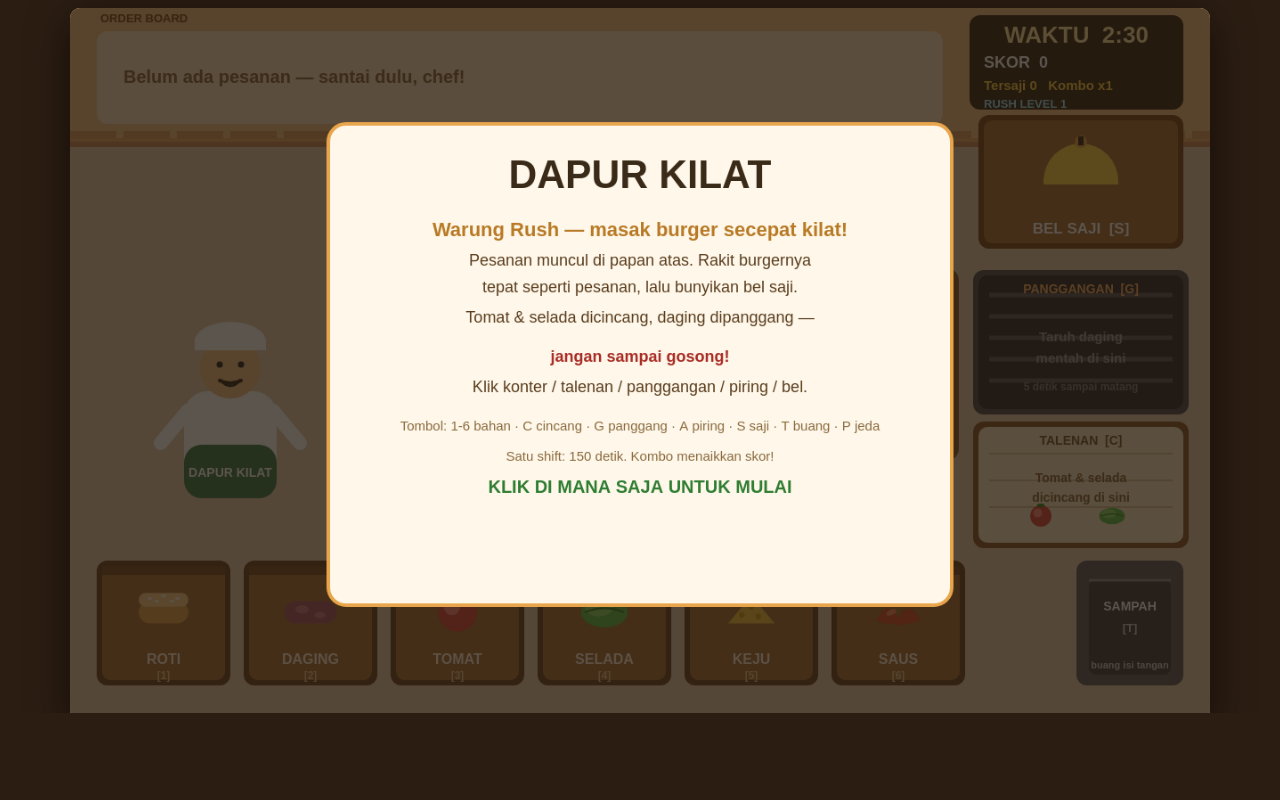 ORDER BOARD
Belum ada pesanan — santai dulu, chef!
WAKTU 2:30
SKOR 0
Tersaji 0 Kombo x1
RUSH LEVEL 1
BEL SAJI [S]
DAPUR KILAT
Warung Rush — masak burger secepat kilat!
Pesanan muncul di papan atas. Rakit burgernya
tepat seperti pesanan, lalu bunyikan bel saji.
Tomat & selada dicincang, daging dipanggang —
jangan sampai gosong!
Klik konter / talenan / panggangan / piring / bel.
Tombol: 1-6 bahan · C cincang · G panggang · A piring · S saji · T buang · P jeda
Satu shift: 150 detik. Kombo menaikkan skor!
KLIK DI MANA SAJA UNTUK MULAI
PANGGANGAN [G]
Taruh daging
mentah di sini
5 detik sampai matang
TALENAN [C]
Tomat & selada
dicincang di sini
DAPUR KILAT
ROTI
[1]
DAGING
[2]
TOMAT
[3]
SELADA
[4]
KEJU
[5]
SAUS
[6]
SAMPAH
[T]
buang isi tangan